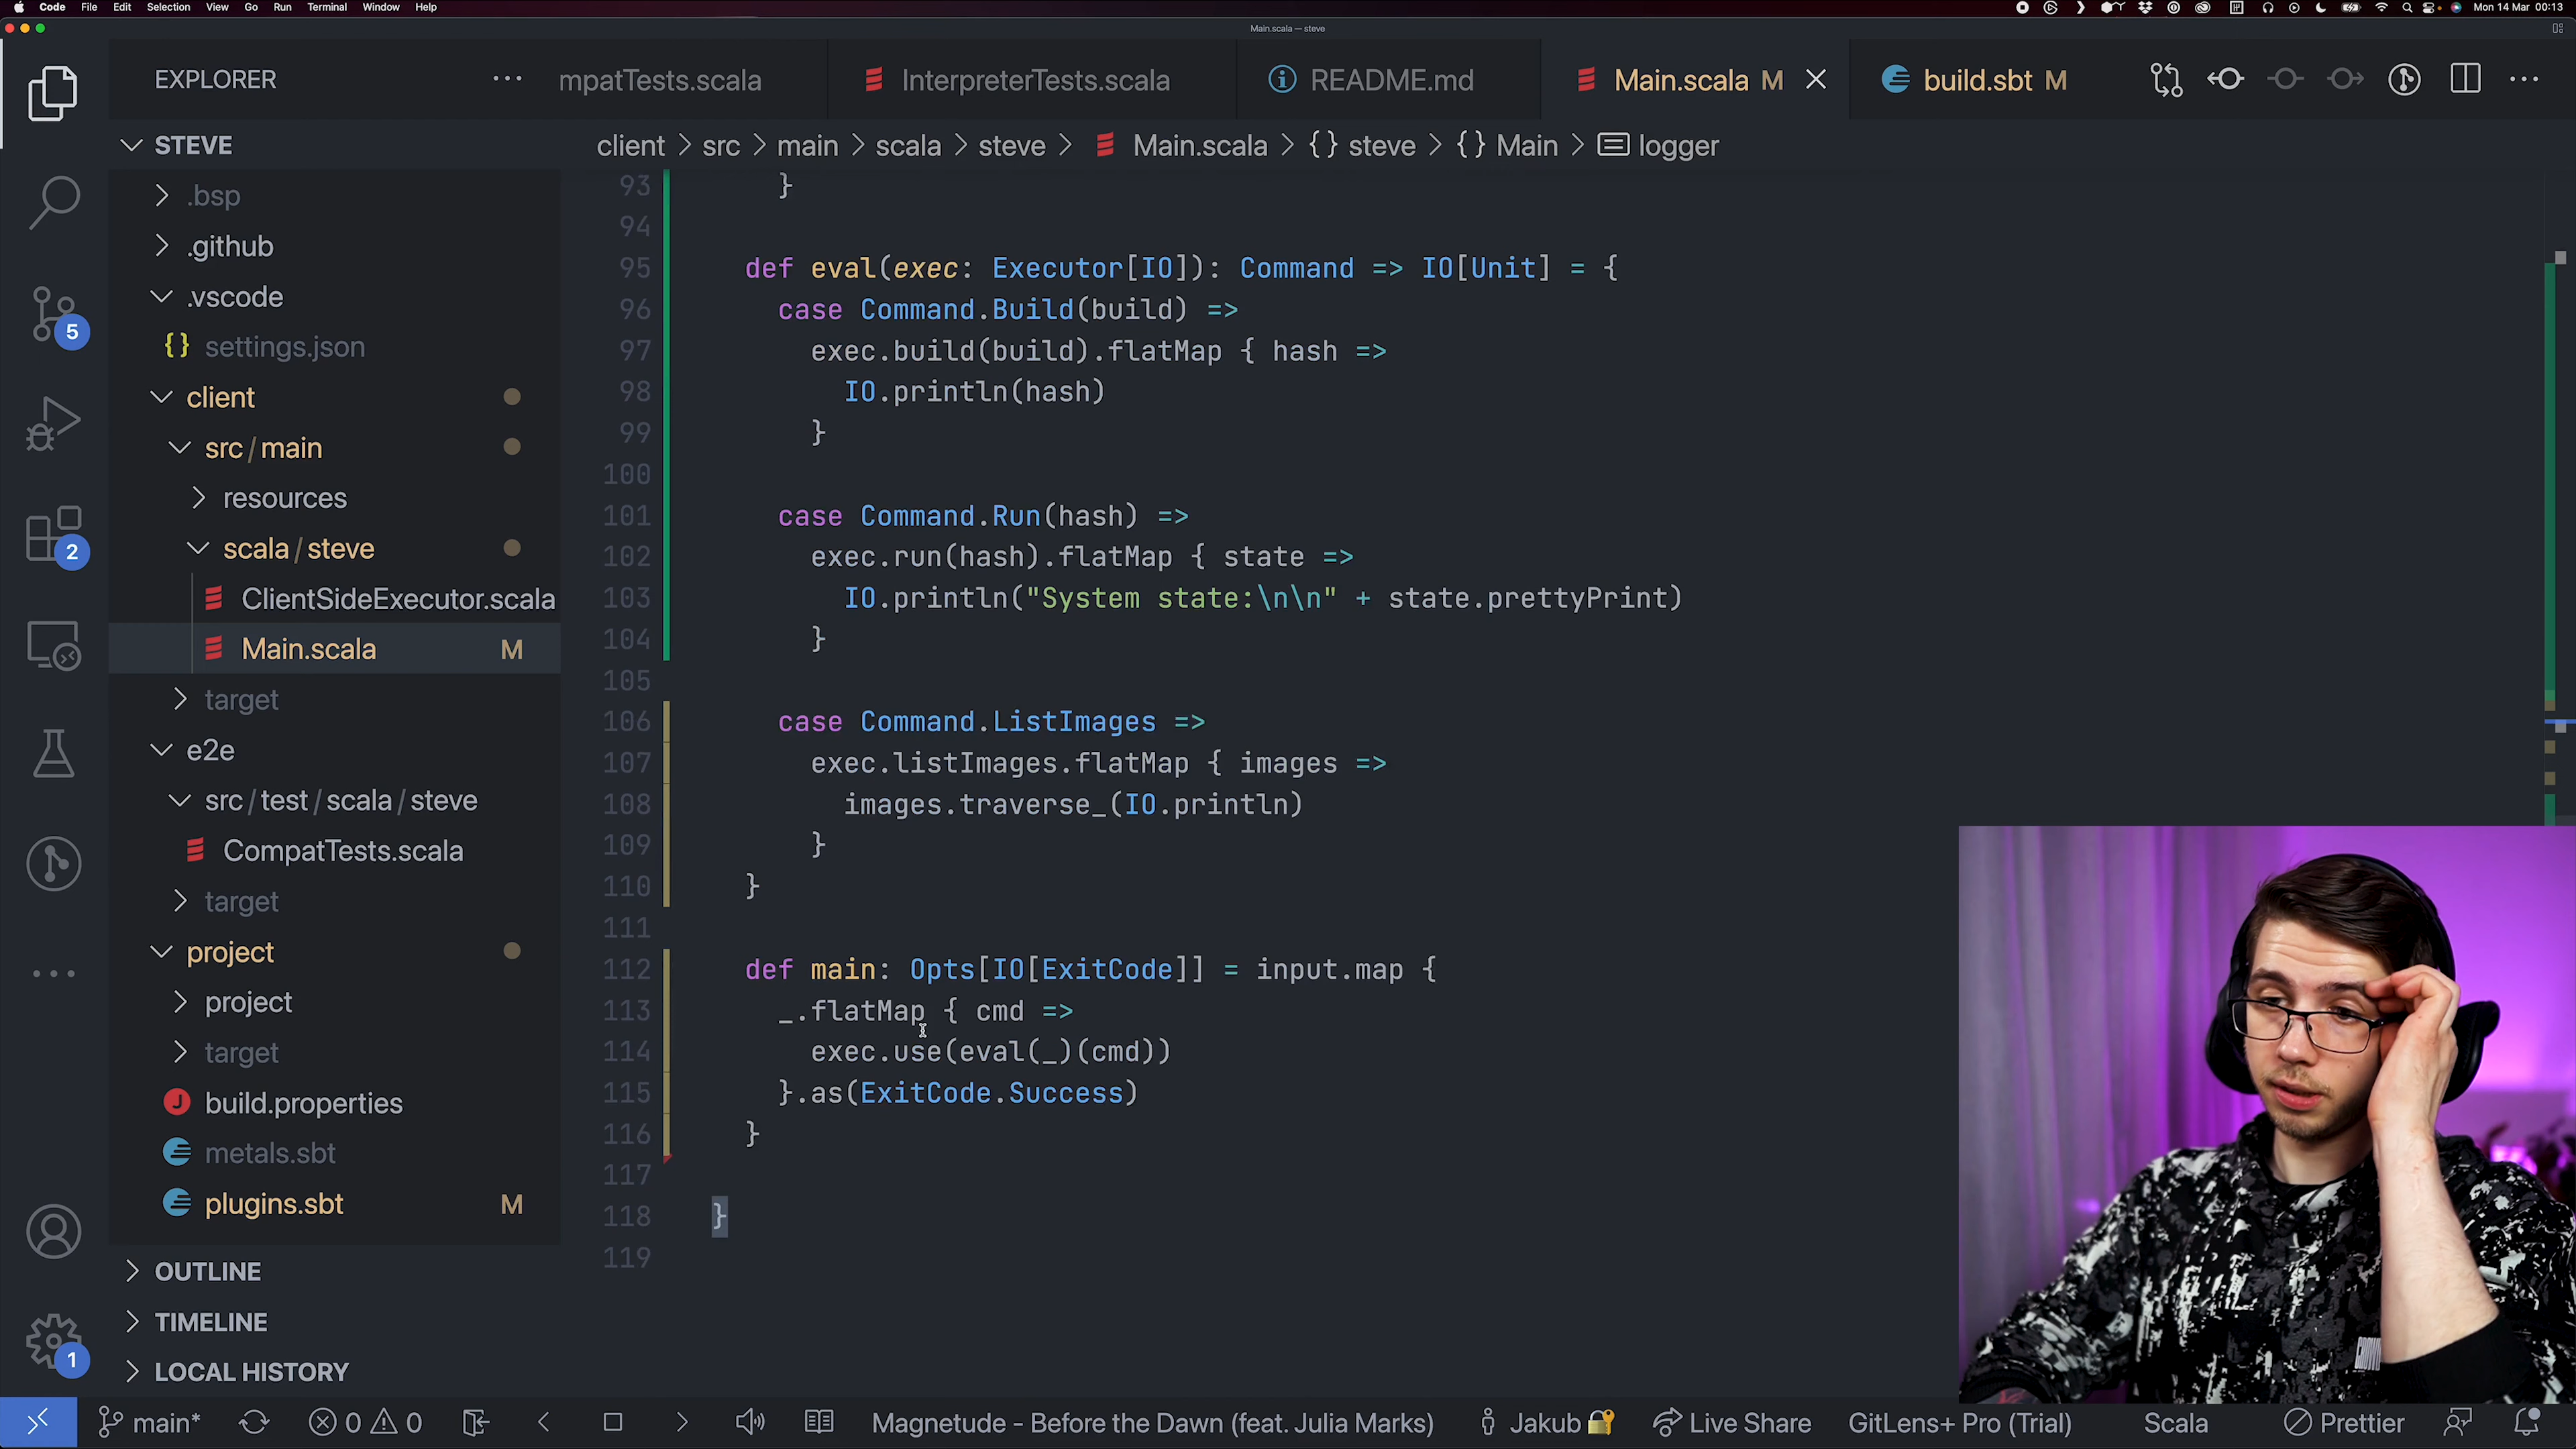 Code File Edit Selection View Go Run Terminal Window Help
Mon 14 Mar 00:13
Main.scala — steve
EXPLORER
mpatTests.scala
InterpreterTests.scala
README.md
Main.scala M
build.sbt M
client > src > main > scala > steve > Main.scala > {} steve > {} Main > logger
STEVE
.bsp
.github
.vscode
{} settings.json
client
src/main
resources
scala/steve
ClientSideExecutor.scala
Main.scala M
target
e2e
src/test/scala/steve
CompatTests.scala
target
project
project
target
build.properties
metals.sbt
plugins.sbt M
OUTLINE
TIMELINE
LOCAL HISTORY
5
2
1
93 }
94
95 def eval(exec: Executor[IO]): Command => IO[Unit] = {
96 case Command.Build(build) =>
97 exec.build(build).flatMap { hash =>
98 IO.println(hash)
99 }
100
101 case Command.Run(hash) =>
102 exec.run(hash).flatMap { state =>
103 IO.println("System state:\n\n" + state.prettyPrint)
104 }
105
106 case Command.ListImages =>
107 exec.listImages.flatMap { images =>
108 images.traverse_(IO.println)
109 }
110 }
111
112 def main: Opts[IO[ExitCode]] = input.map {
113 _.flatMap { cmd =>
114 exec.use(eval(_)(cmd))
115 }.as(ExitCode.Success)
116 }
117
118 }
119
main* 0 0 Magnetude - Before the Dawn (feat. Julia Marks) Jakub Live Share GitLens+ Pro (Trial) Scala Prettier